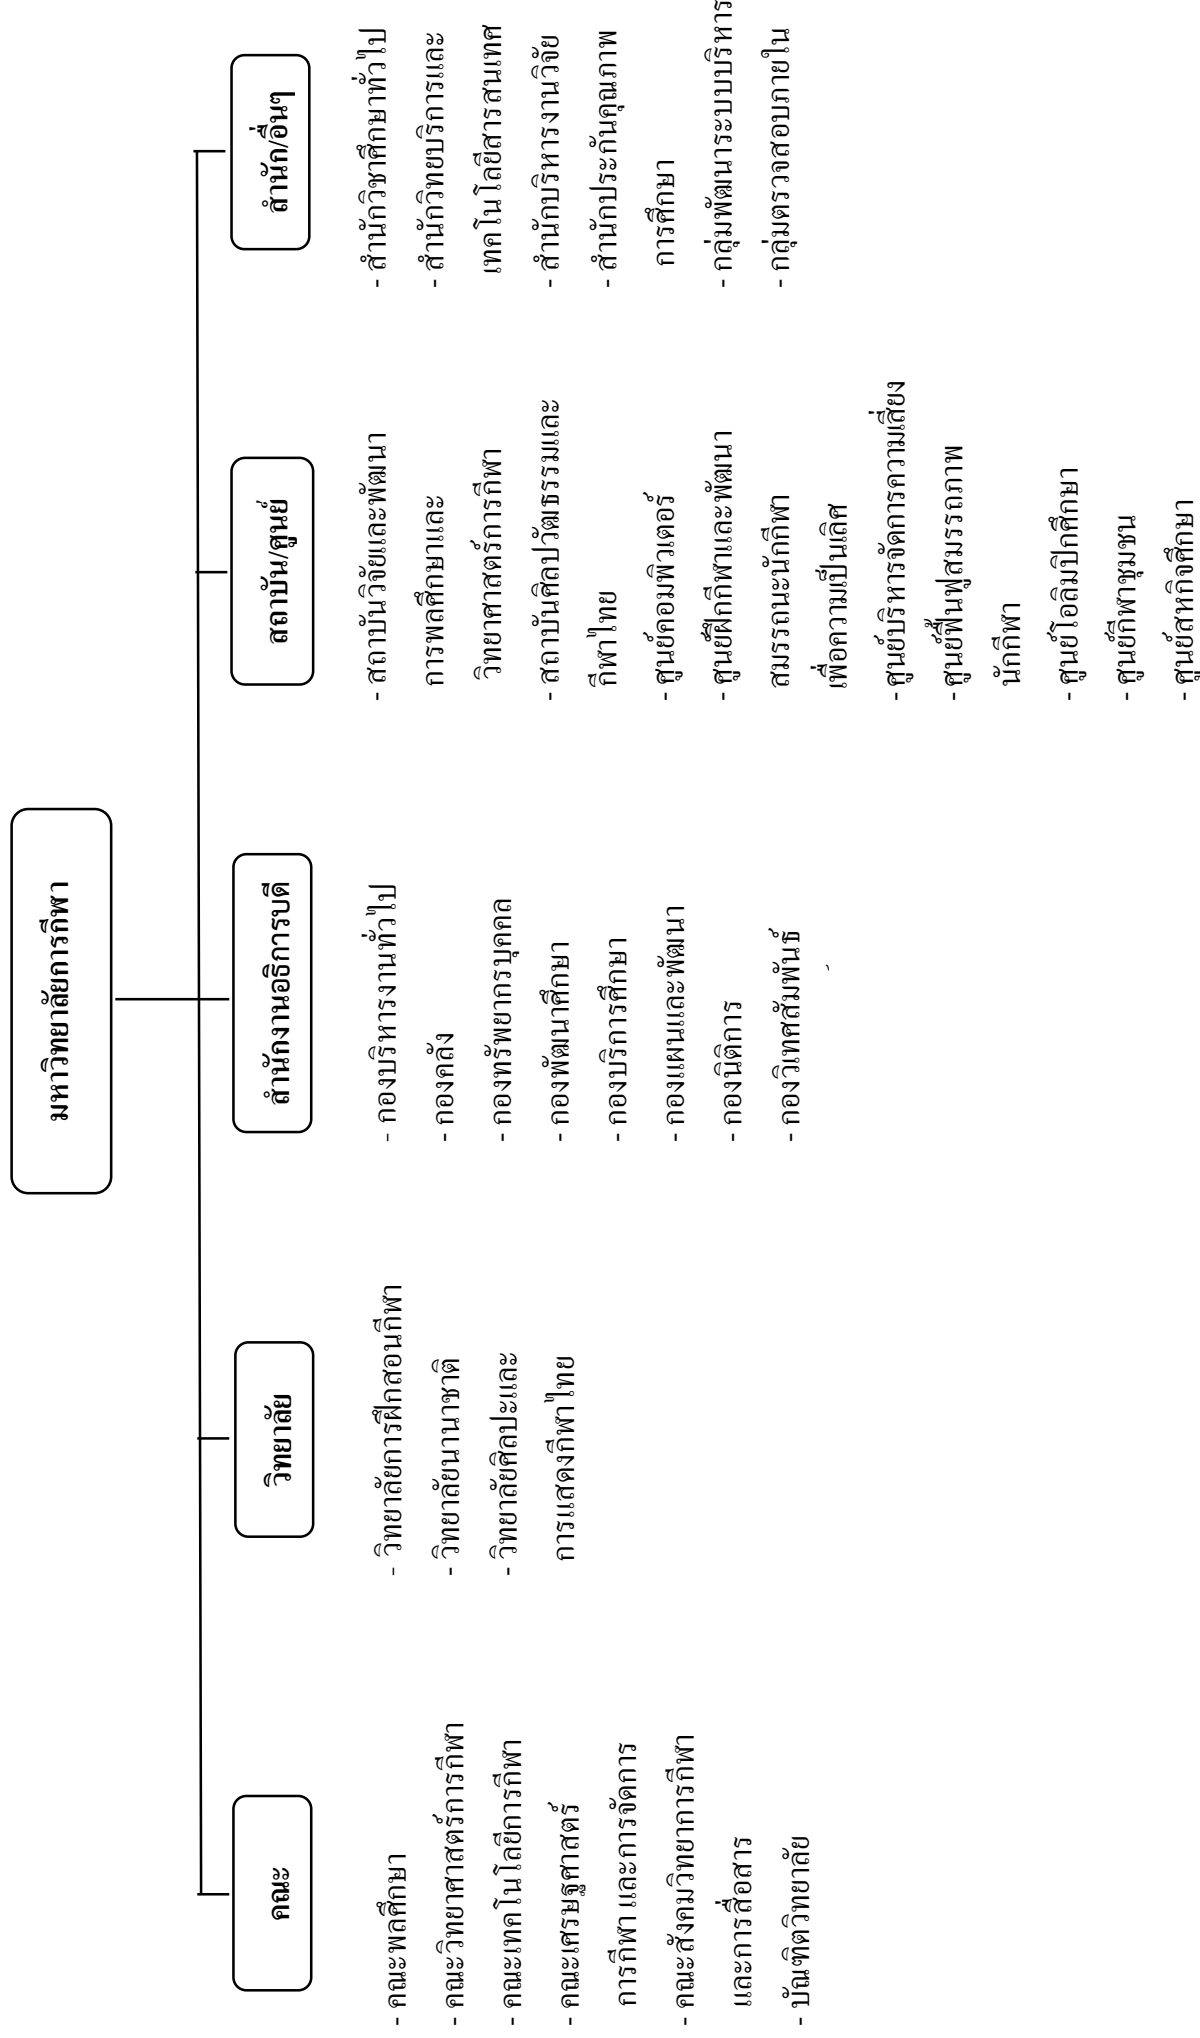 มหาวิทยาลัยการกีฬา
คณะ
- คณะพลศึกษา
- คณะวิทยาศาสตร์การกีฬา
- คณะเทคโนโลยีการกีฬา
- คณะเศรษฐศาสตร์
การกีฬา และการจัดการ
- คณะสังคมวิทยาการกีฬา
และการสื่อสาร
- บัณฑิตวิทยาลัย
วิทยาลัย
- วิทยาลัยการฝึกสอนกีฬา
- วิทยาลัยนานาชาติ
- วิทยาลัยศิลปะและ
การแสดงกีฬาไทย
สำนักงานอธิการบดี
- กองบริหารงานทั่วไป
- กองคลัง
- กองทรัพยากรบุคคล
- กองพัฒนาศึกษา
- กองบริการศึกษา
- กองแผนและพัฒนา
- กองนิติการ
- กองวิเทศสัมพันธ์
สถาบัน/ศูนย์
- สถาบันวิจัยและพัฒนา
การพลศึกษาและ
วิทยาศาสตร์การกีฬา
- สถาบันศิลปวัฒธรรมและ
กีฬาไทย
- ศูนย์คอมพิวเตอร์
- ศูนย์ฝึกกีฬาและพัฒนา
สมรรถนะนักกีฬา
เพื่อความเป็นเลิศ
- ศูนย์บริหารจัดการความเสี่ยง
- ศูนย์ฟื้นฟูสมรรถภาพ
นักกีฬา
- ศูนย์โอลิมปิกศึกษา
- ศูนย์กีฬาชุมชน
- ศูนย์สหกิจศึกษา
สำนัก/อื่นๆ
- สำนักวิชาศึกษาทั่วไป
- สำนักวิทยบริการและ
เทคโนโลยีสารสนเทศ
- สำนักบริหารงานวิจัย
- สำนักประกันคุณภาพ
การศึกษา
- กลุ่มพัฒนาระบบบริหาร
- กลุ่มตรวจสอบภายใน